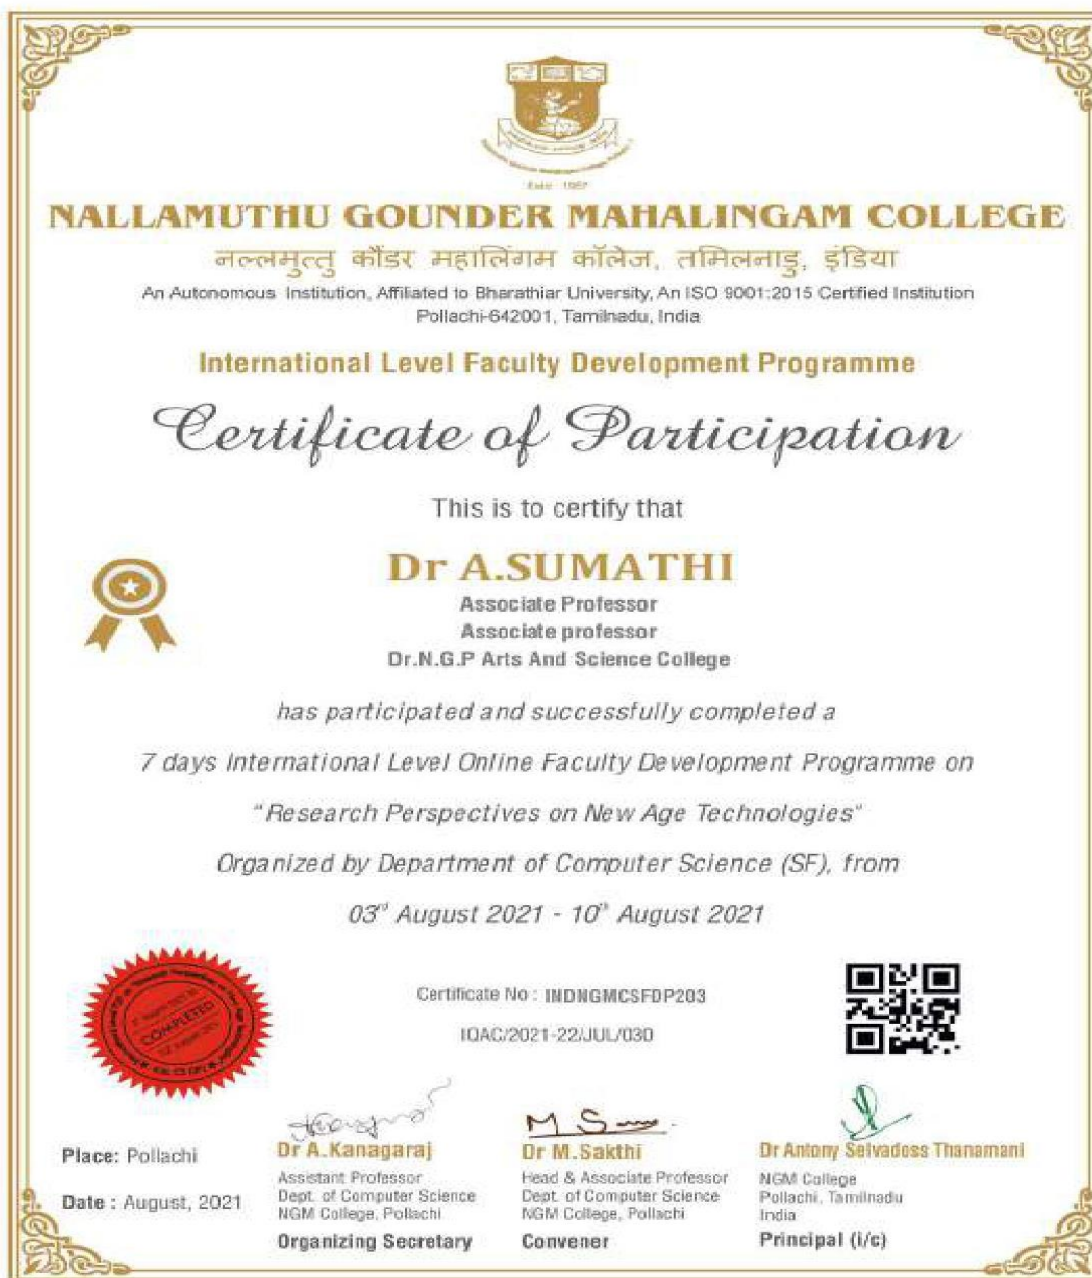 Estd : 1957
NALLAMUTHU GOUNDER MAHALINGAM COLLEGE
नल्लमुत्तु कौंडर महालिंगम कॉलेज, तमिलनाडु, इंडिया
An Autonomous Institution, Affiliated to Bharathiar University, An ISO 9001:2015 Certified Institution
Pollachi-642001, Tamilnadu, India
International Level Faculty Development Programme
Certificate of Participation
This is to certify that
Dr A.SUMATHI
Associate Professor
Associate professor
Dr.N.G.P Arts And Science College
has participated and successfully completed a
7 days International Level Online Faculty Development Programme on
"Research Perspectives on New Age Technologies"
Organized by Department of Computer Science (SF), from
03rd August 2021 - 10th August 2021
COMPLETED
Certificate No : INDNGMCSFDP203
IQAC/2021-22/JUL/03D
Place: Pollachi
Date : August, 2021
Dr A.Kanagaraj
Assistant Professor
Dept. of Computer Science
NGM College, Pollachi
Organizing Secretary
M S
Dr M.Sakthi
Head & Associate Professor
Dept. of Computer Science
NGM College, Pollachi
Convener
Dr Antony Selvadoss Thanamani
NGM College
Pollachi, Tamilnadu
India
Principal (i/c)